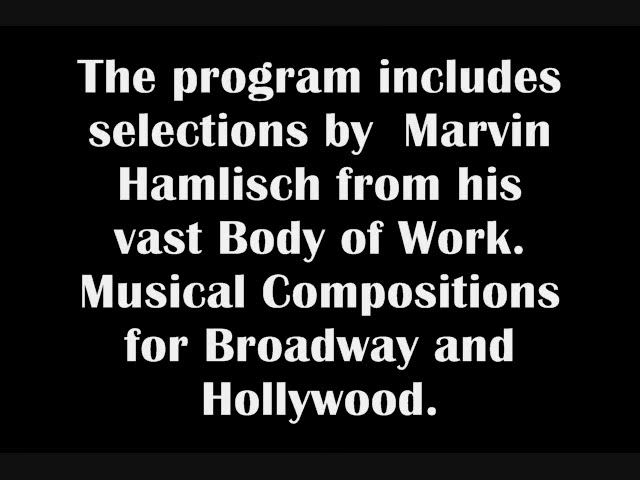 The program includes
selections by  Marvin
Hamlisch from his
vast Body of Work.
Musical Compositions
for Broadway and
Hollywood.